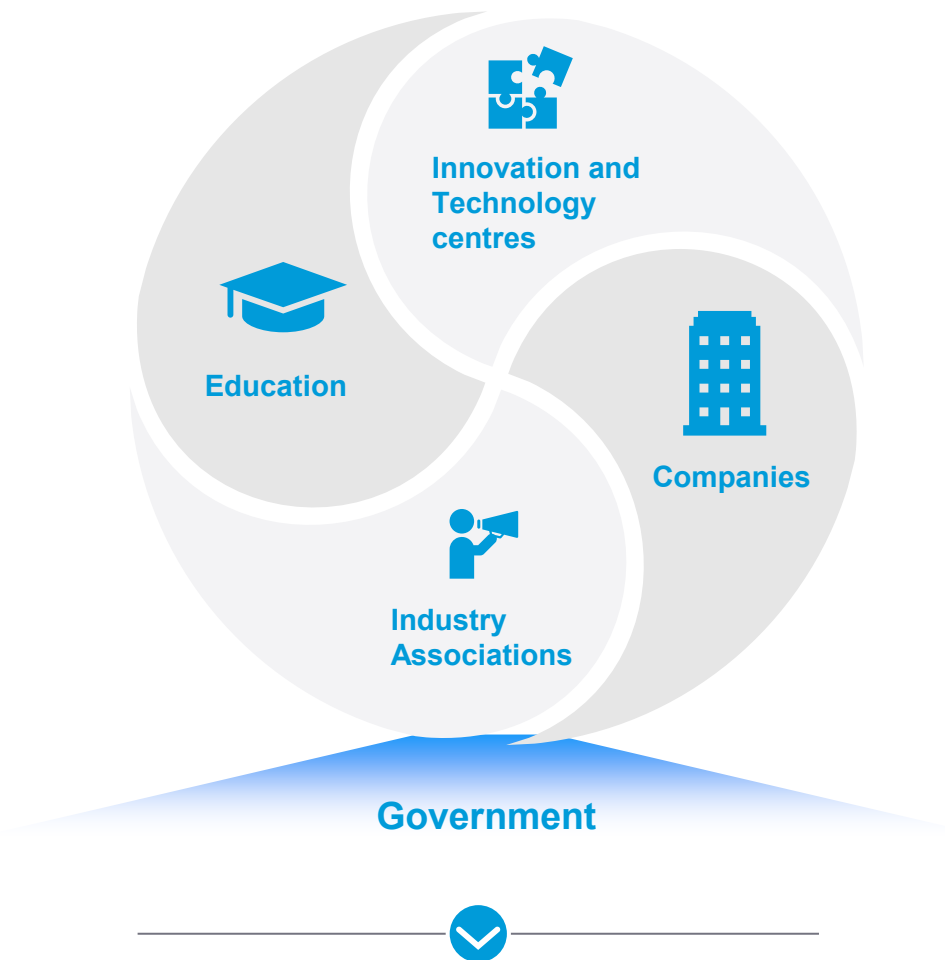 Innovation and
Technology
centres
Education
Companies
Industry
Associations
Government